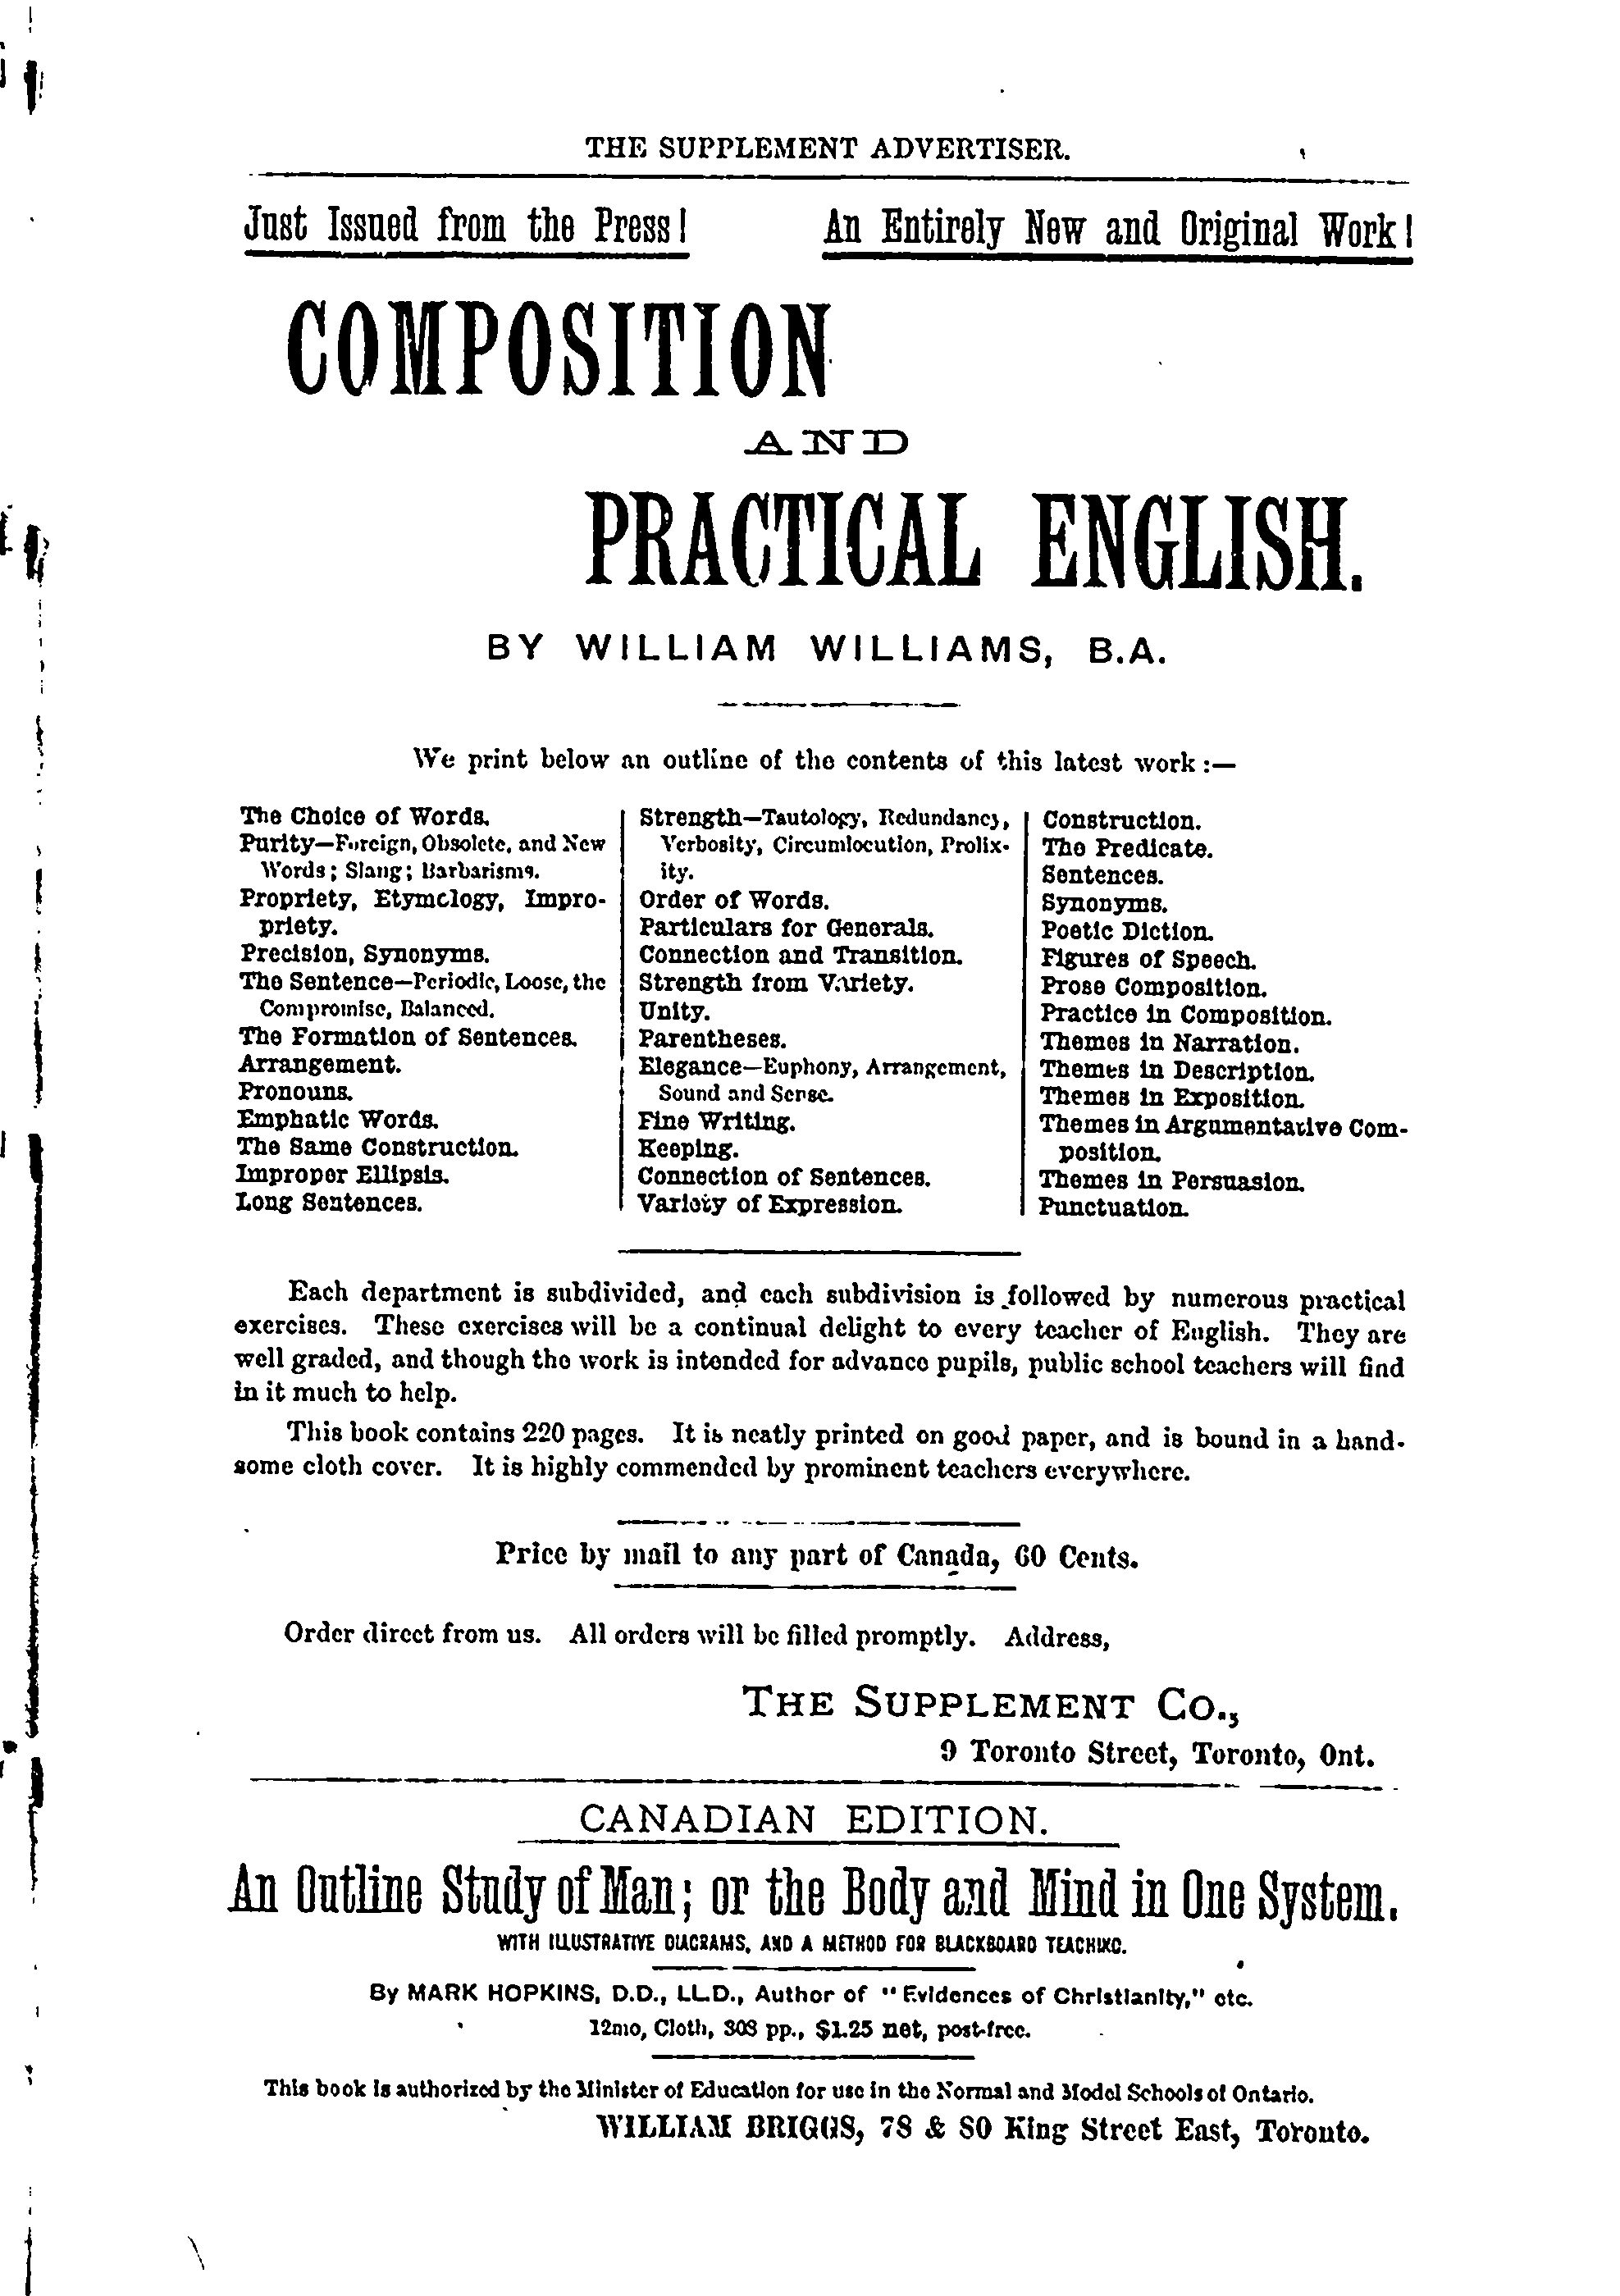 THE SUPPLEMENT ADVERTISER.
Just Issued from the Press!
An Entirely New and Original Work!
COMPOSITION
AND
PRACTICAL ENGLISH.
BY WILLIAM WILLIAMS, B.A.
We print below an outline of the contents of this latest work:—
The Choice of Words.
Purity—Foreign, Obsolete, and New
Words; Slang; Barbarisms.
Propriety, Etymology, Impro-
priety.
Precision, Synonyms.
The Sentence—Periodic, Loose, the
Compromise, Balanced.
The Formation of Sentences.
Arrangement.
Pronouns.
Emphatic Words.
The Same Construction.
Improper Ellipsis.
Long Sentences.
Strength—Tautology, Redundancy,
Verbosity, Circumlocution, Prolix-
ity.
Order of Words.
Particulars for Generals.
Connection and Transition.
Strength from Variety.
Unity.
Parentheses.
Elegance—Euphony, Arrangement,
Sound and Sense.
Fine Writing.
Keeping.
Connection of Sentences.
Variety of Expression.
Construction.
The Predicate.
Sentences.
Synonyms.
Poetic Diction.
Figures of Speech.
Prose Composition.
Practice in Composition.
Themes in Narration.
Themes in Description.
Themes in Exposition.
Themes in Argumentative Com-
position.
Themes in Persuasion.
Punctuation.
Each department is subdivided, and each subdivision is followed by numerous practical
exercises. These exercises will be a continual delight to every teacher of English. They are
well graded, and though the work is intended for advance pupils, public school teachers will find
in it much to help.
This book contains 220 pages. It is neatly printed on good paper, and is bound in a hand-
some cloth cover. It is highly commended by prominent teachers everywhere.
Price by mail to any part of Canada, 60 Cents.
Order direct from us. All orders will be filled promptly. Address,
THE SUPPLEMENT CO.,
9 Toronto Street, Toronto, Ont.
CANADIAN EDITION.
An Outline Study of Man; or the Body and Mind in One System.
WITH ILLUSTRATIVE DIAGRAMS, AND A METHOD FOR BLACKBOARD TEACHING.
By MARK HOPKINS, D.D., LL.D., Author of "Evidences of Christianity," etc.
12mo, Cloth, 308 pp., $1.25 net, post-free.
This book is authorized by the Minister of Education for use in the Normal and Model Schools of Ontario.
WILLIAM BRIGGS, 78 & 80 King Street East, Toronto.